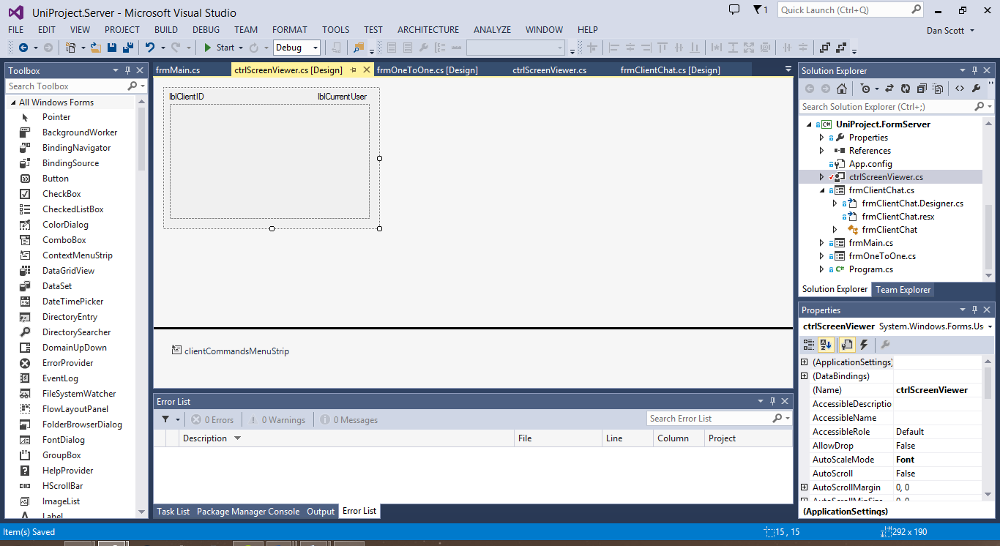 UniProject.Server - Microsoft Visual Studio
1
Quick Launch (Ctrl+Q)
FILE EDIT VIEW PROJECT BUILD DEBUG TEAM FORMAT TOOLS TEST ARCHITECTURE ANALYZE WINDOW HELP
Dan Scott
Start
Debug
Toolbox
Search Toolbox
All Windows Forms
Pointer
BackgroundWorker
BindingNavigator
BindingSource
Button
CheckBox
CheckedListBox
ColorDialog
ComboBox
ContextMenuStrip
DataGridView
DataSet
DateTimePicker
DirectoryEntry
DirectorySearcher
DomainUpDown
ErrorProvider
EventLog
FileSystemWatcher
FlowLayoutPanel
FolderBrowserDialog
FontDialog
GroupBox
HelpProvider
HScrollBar
ImageList
Label
frmMain.cs
ctrlScreenViewer.cs [Design]
frmOneToOne.cs [Design]
ctrlScreenViewer.cs
frmClientChat.cs [Design]
lblClientID
lblCurrentUser
clientCommandsMenuStrip
Error List
0 Errors
0 Warnings
0 Messages
Search Error List
Description
File
Line
Column
Project
Task List
Package Manager Console
Output
Error List
Solution Explorer
Search Solution Explorer (Ctrl+;)
C# UniProject.FormServer
Properties
References
App.config
ctrlScreenViewer.cs
frmClientChat.cs
frmClientChat.Designer.cs
frmClientChat.resx
frmClientChat
frmMain.cs
frmOneToOne.cs
C# Program.cs
Solution Explorer
Team Explorer
Properties
ctrlScreenViewer System.Windows.Forms.Us
(ApplicationSettings)
(DataBindings)
(Name) ctrlScreenViewer
AccessibleDescriptio
AccessibleName
AccessibleRole Default
AllowDrop False
AutoScaleMode Font
AutoScroll False
AutoScrollMargin 0, 0
AutoScrollMinSize 0, 0
(ApplicationSettings)
Item(s) Saved
15 , 15
292 x 190